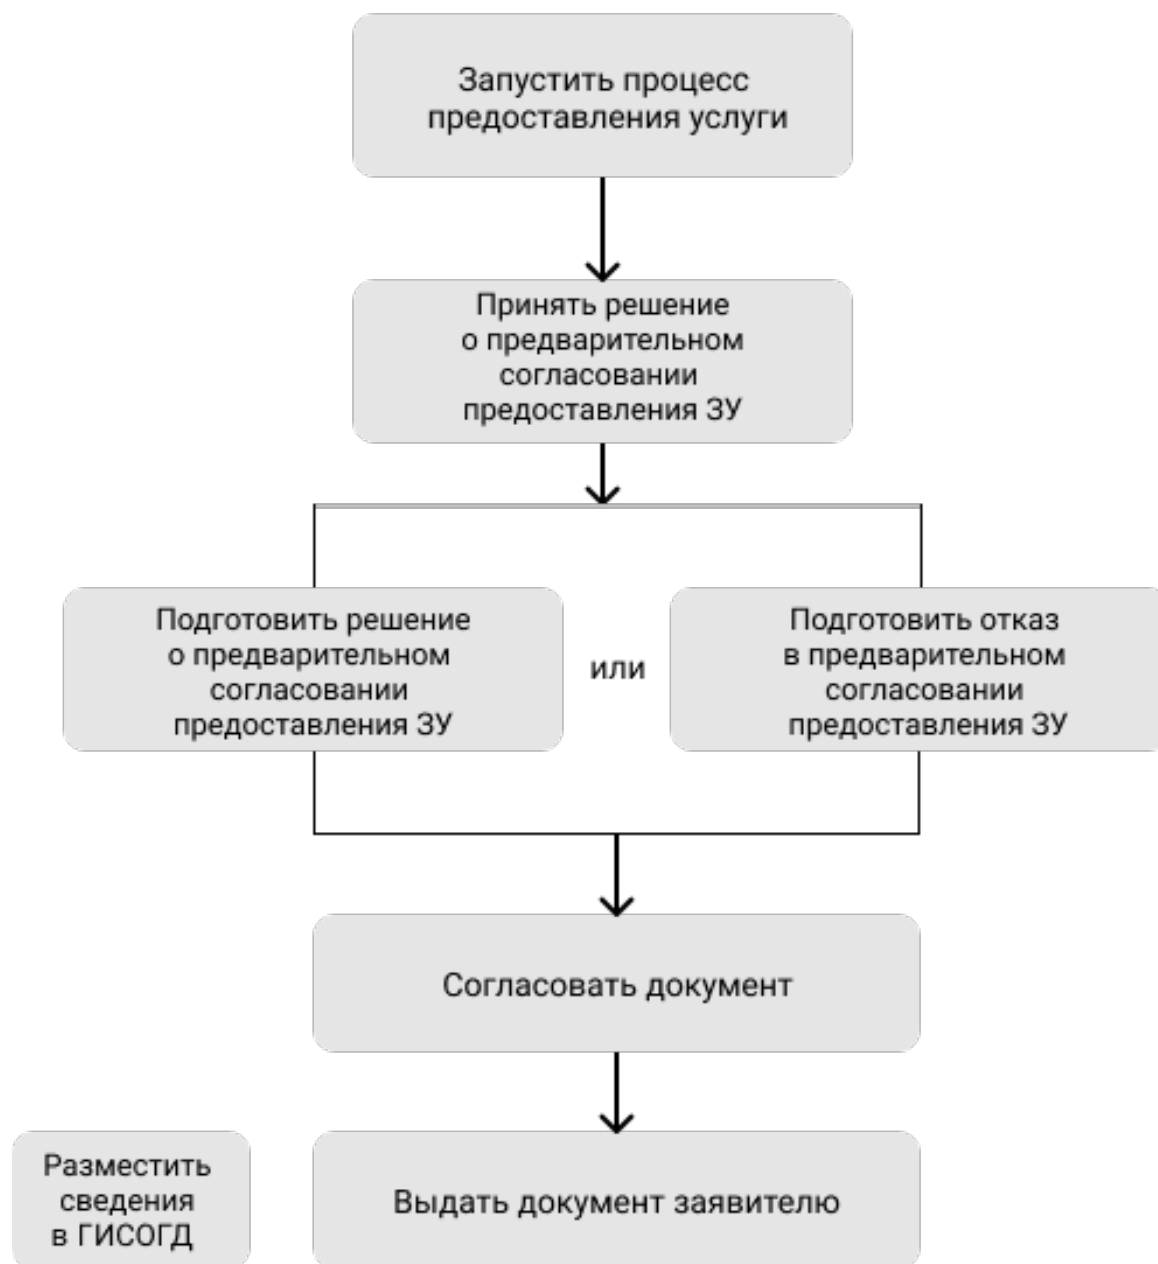 Запустить процесс
предоставления услуги
Принять решение
о предварительном
согласовании
предоставления ЗУ
Подготовить решение
о предварительном
согласовании
предоставления ЗУ
или
Подготовить отказ
в предварительном
согласовании
предоставления ЗУ
Согласовать документ
Разместить
сведения
в ГИСОГД
Выдать документ заявителю